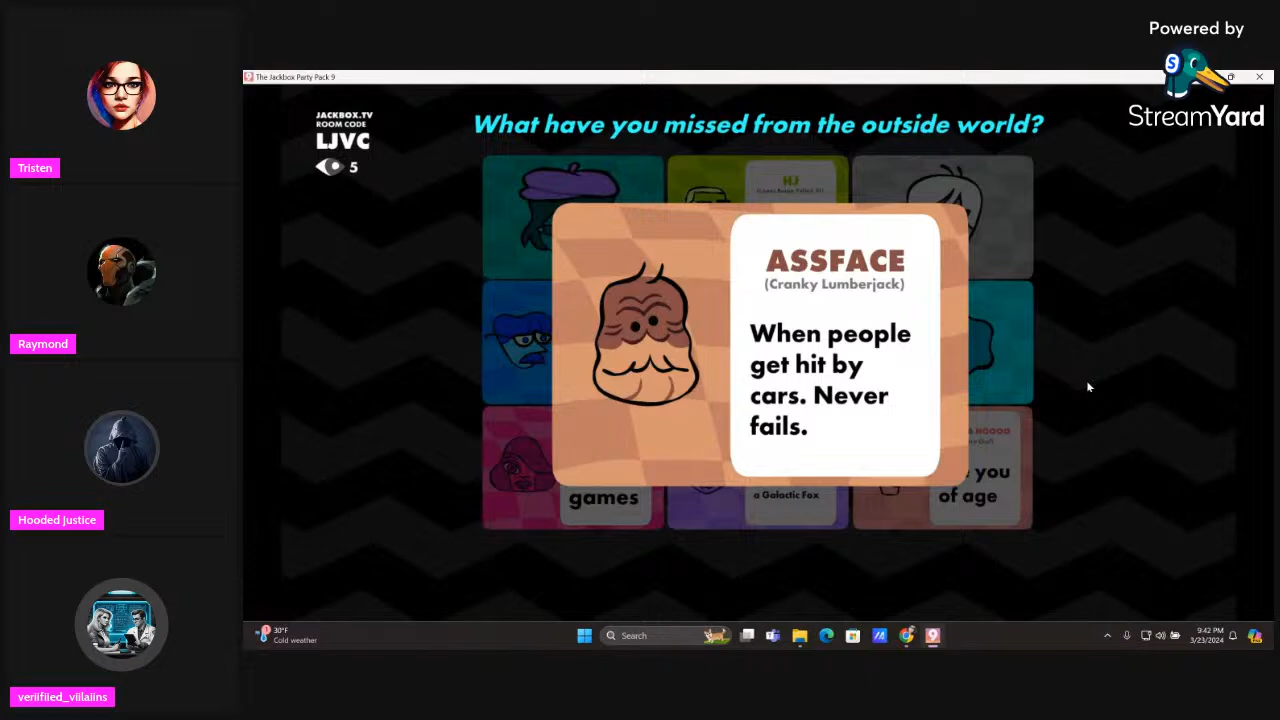 Powered by
StreamYard
The Jackbox Party Pack 9
JACKBOX.TV
ROOM CODE
LJVC
5
What have you missed from the outside world?
HJ
ASSFACE
(Cranky Lumberjack)
When people
get hit by
cars. Never
fails.
games
a Galactic Fox
you
of age
Tristen
Raymond
Hooded Justice
veriifiied_viilaiins
30°F
Cold weather
Search
9:42 PM
3/23/2024